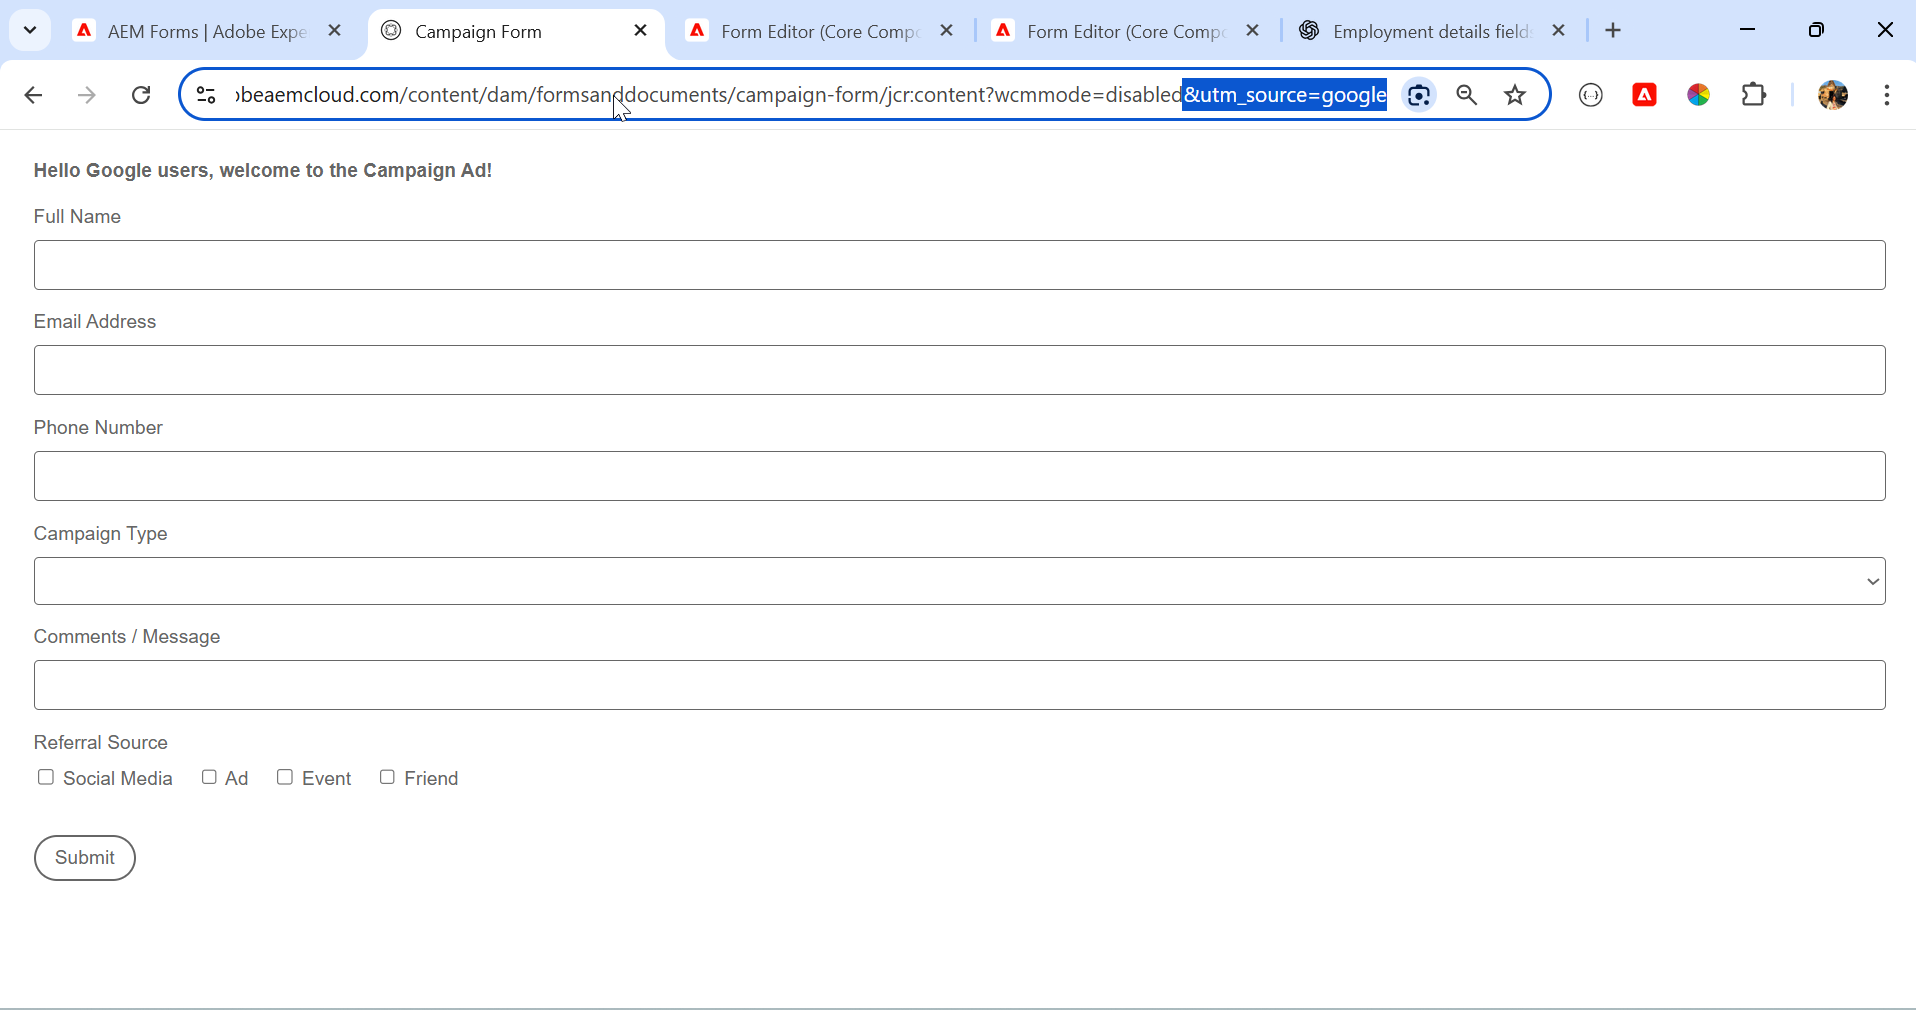 AEM Forms | Adobe Expe
Campaign Form
Form Editor (Core Compo
Form Editor (Core Compo
Employment details field
beaemcloud.com/content/dam/formsanddocuments/campaign-form/jcr:content?wcmmode=disabled&utm_source=google
Hello Google users, welcome to the Campaign Ad!
Full Name
Email Address
Phone Number
Campaign Type
Comments / Message
Referral Source
Social Media Ad Event Friend
Submit